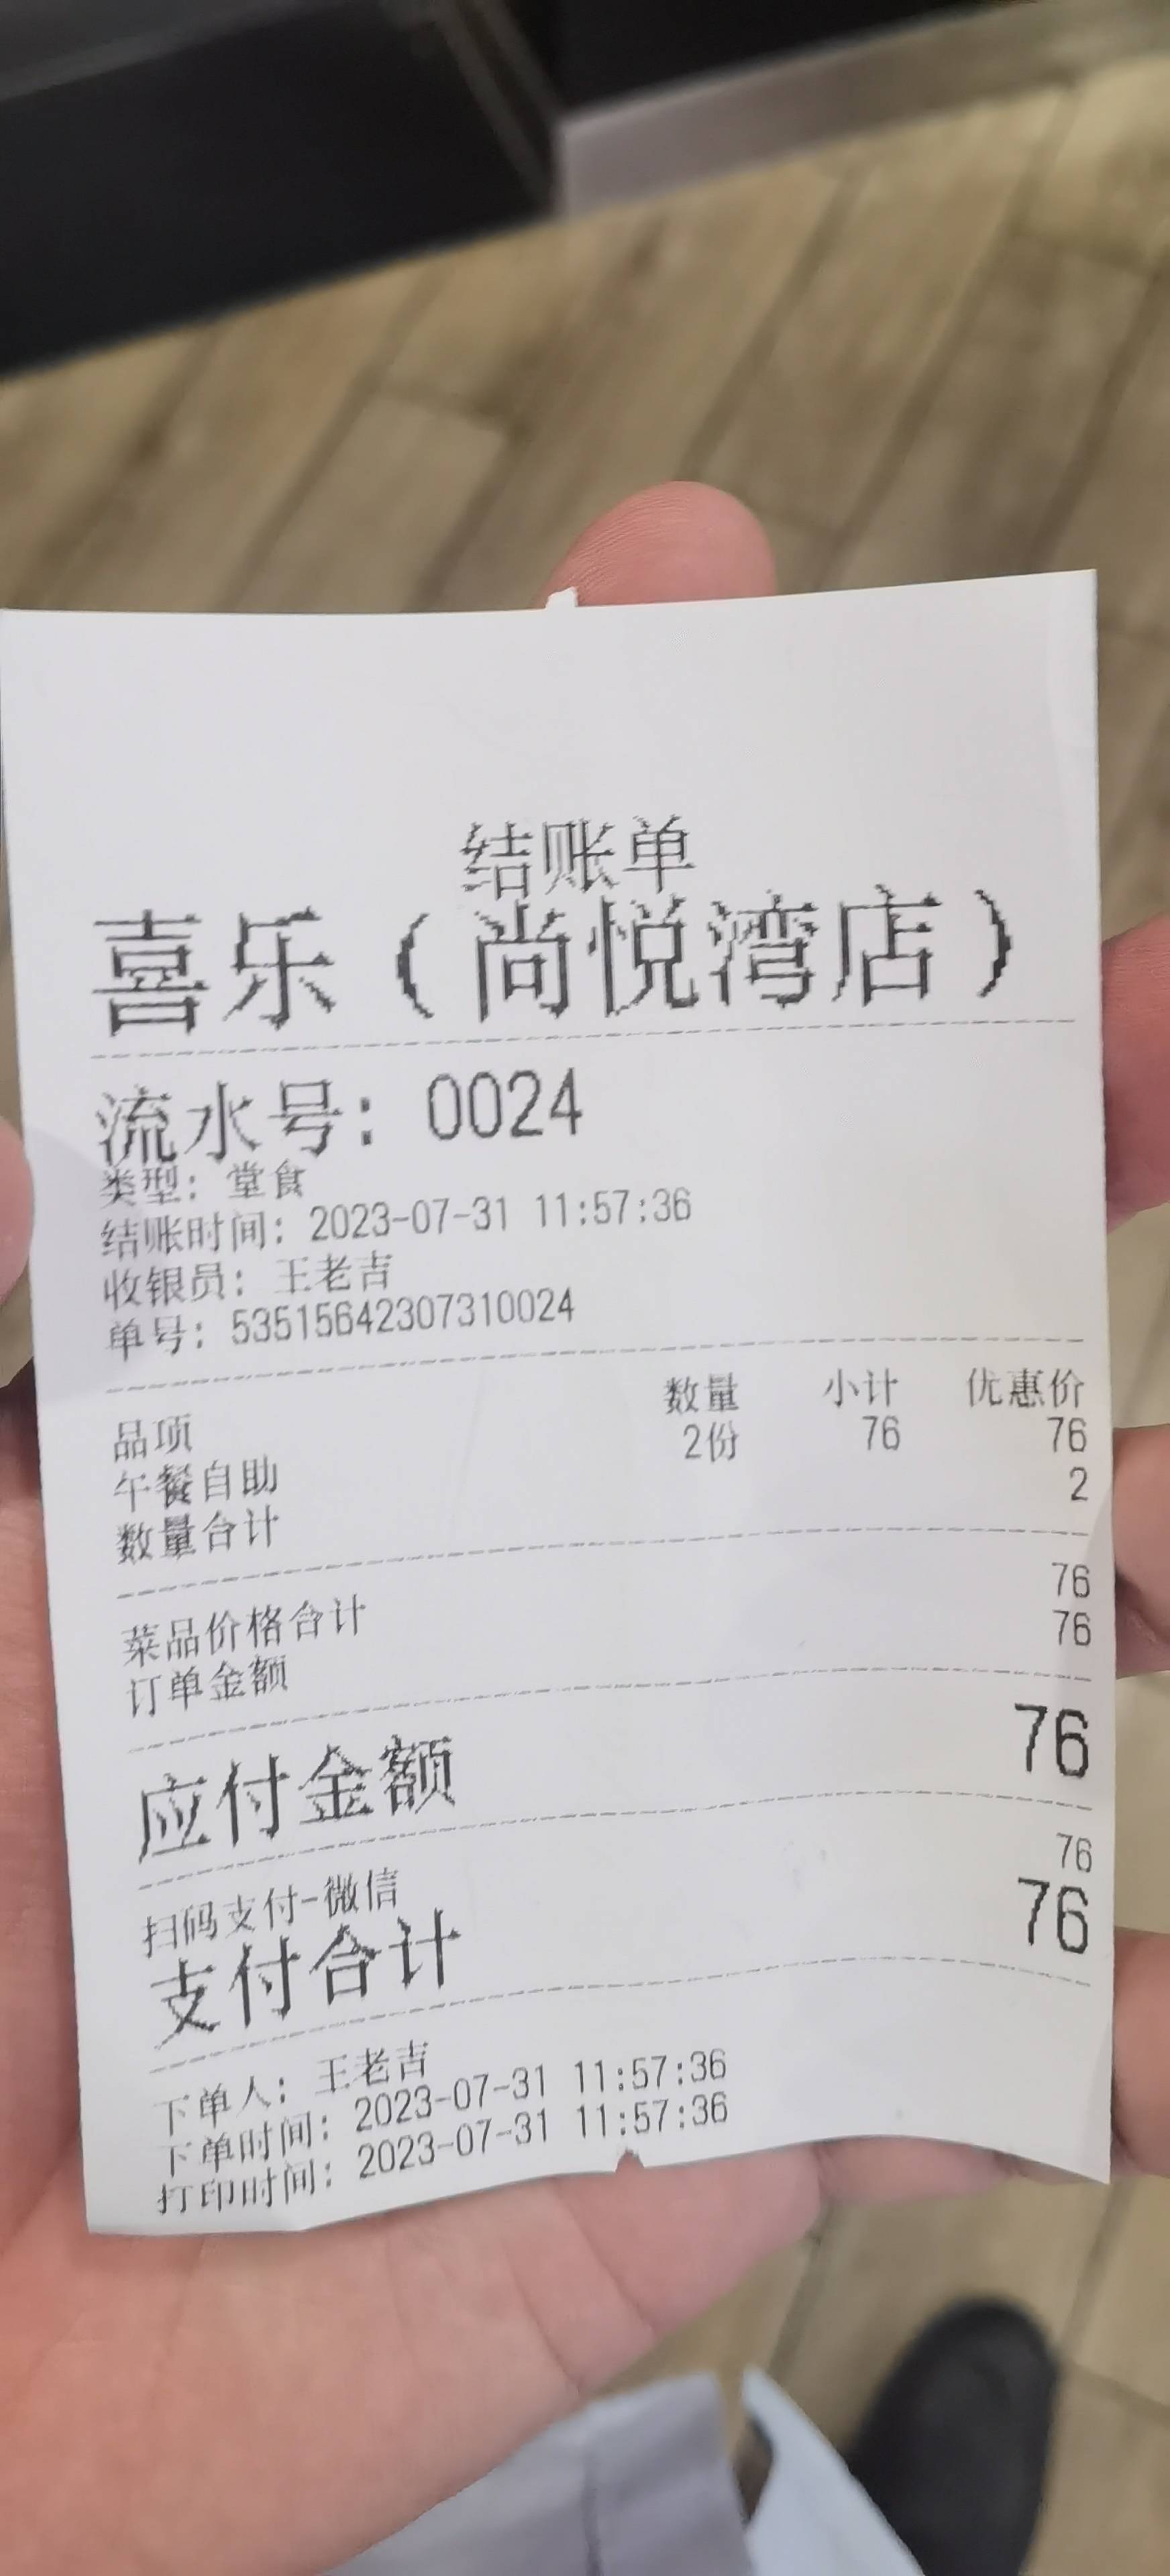 结账单
喜乐（尚悦湾店）
流水号: 0024
类型: 堂食
结账时间: 2023-07-31 11:57:36
收银员: 王老吉
单号: 53515642307310024
品项 数量 小计 优惠价
午餐自助 2份 76 76
数量合计 2
菜品价格合计 76
订单金额 76
应付金额 76
扫码支付-微信 76
支付合计 76
下单人: 王老吉
下单时间: 2023-07-31 11:57:36
打印时间: 2023-07-31 11:57:36